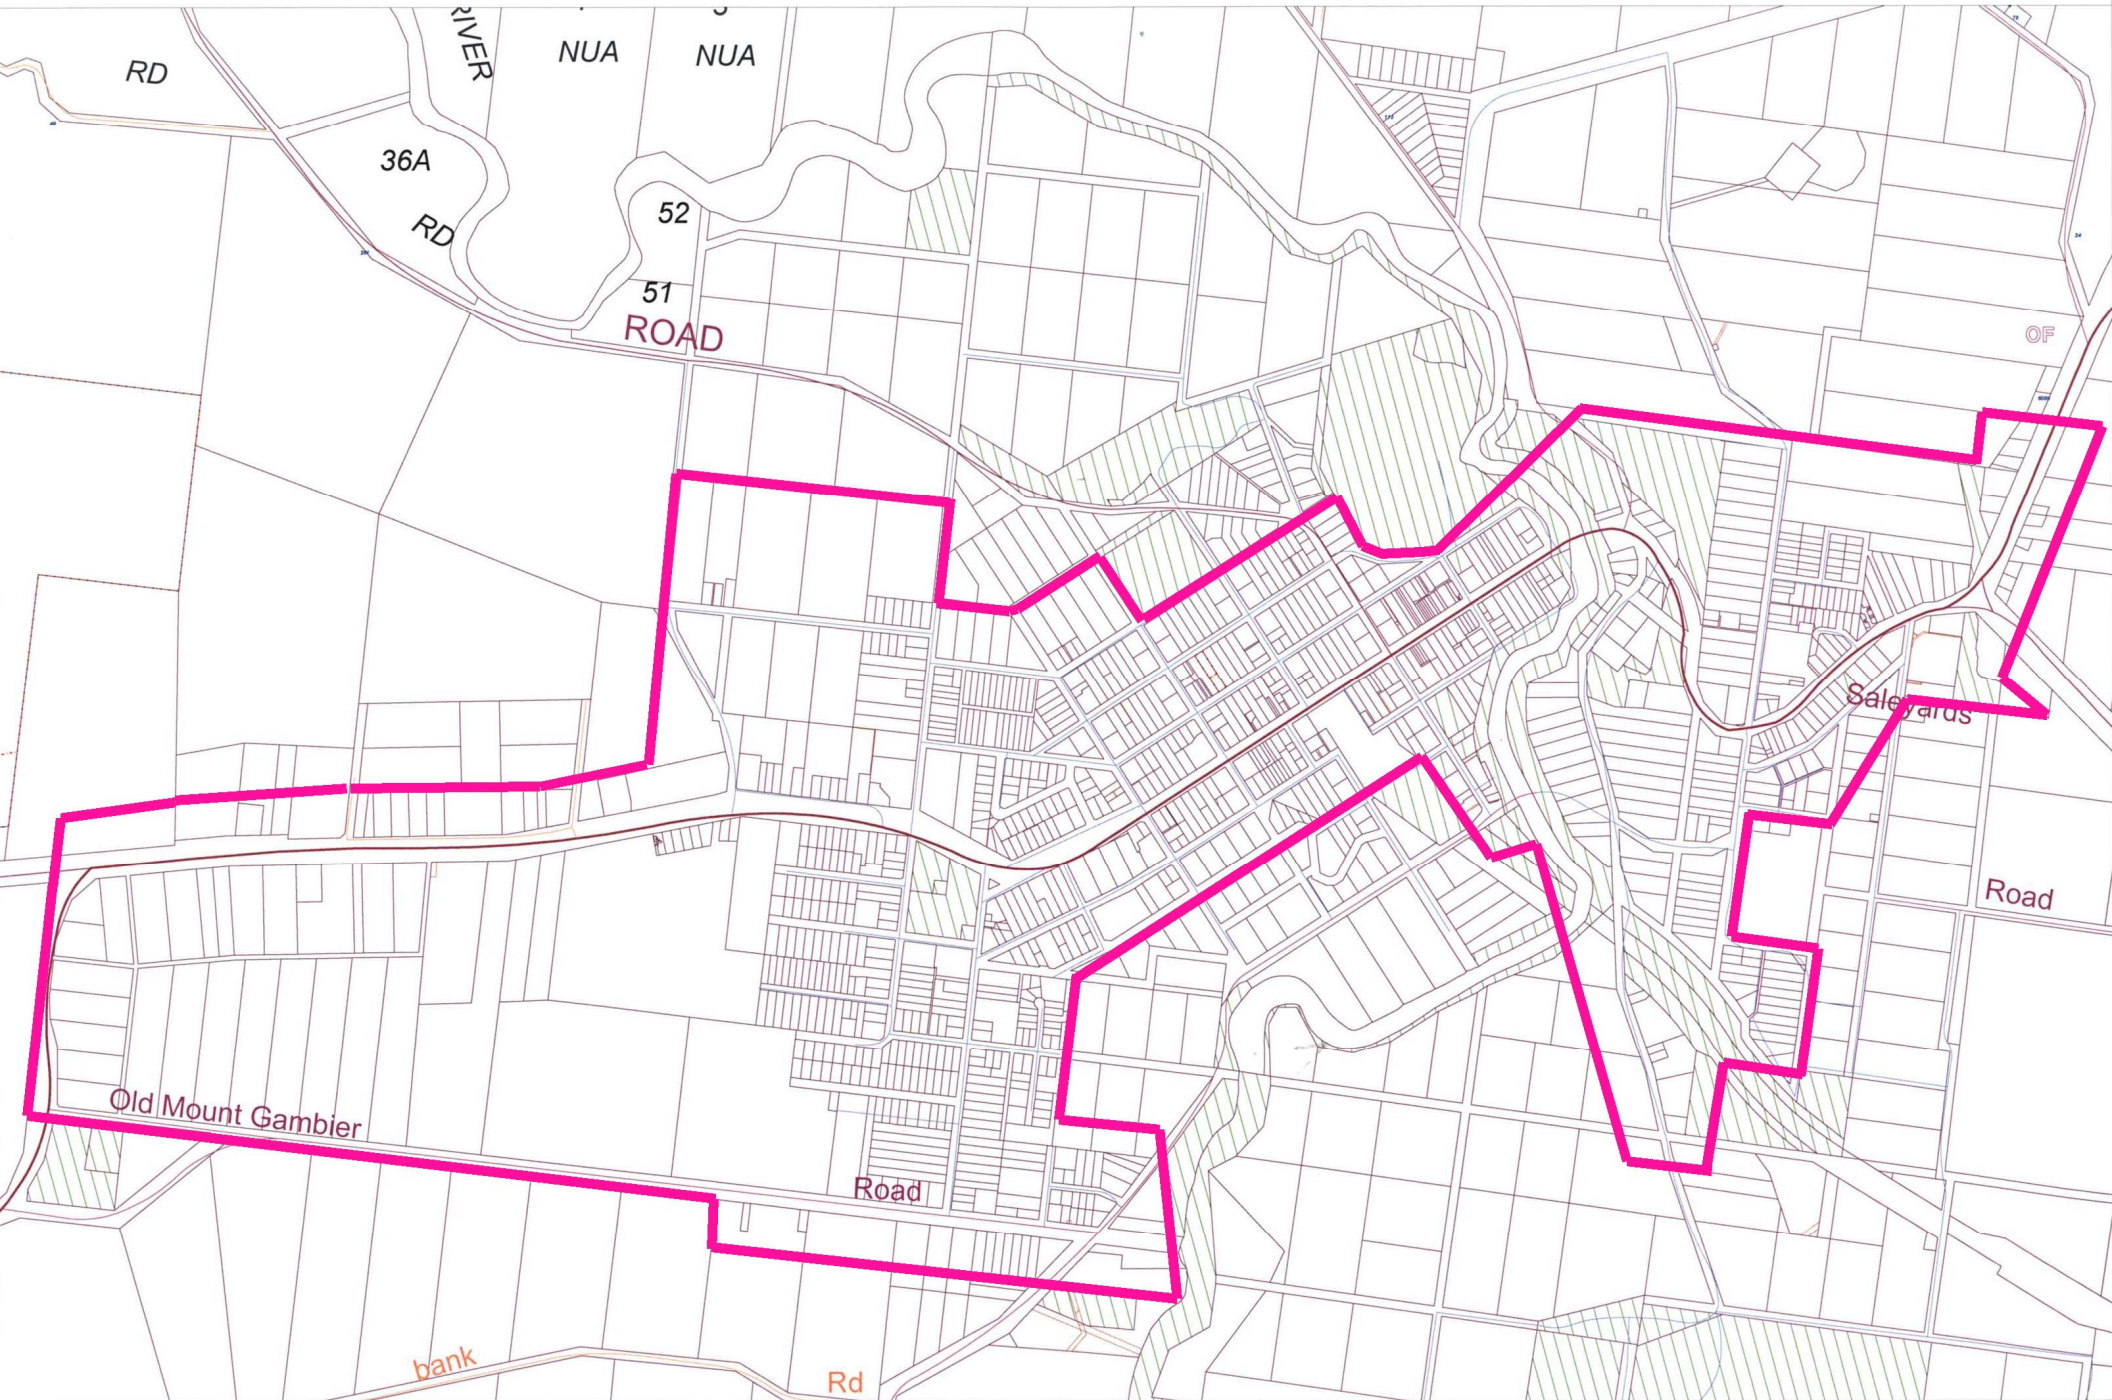 RIVER
NUA
NUA
RD
36A
52
RD
51
ROAD
OF
Saleyards
Road
Old Mount Gambier
Road
bank
Rd